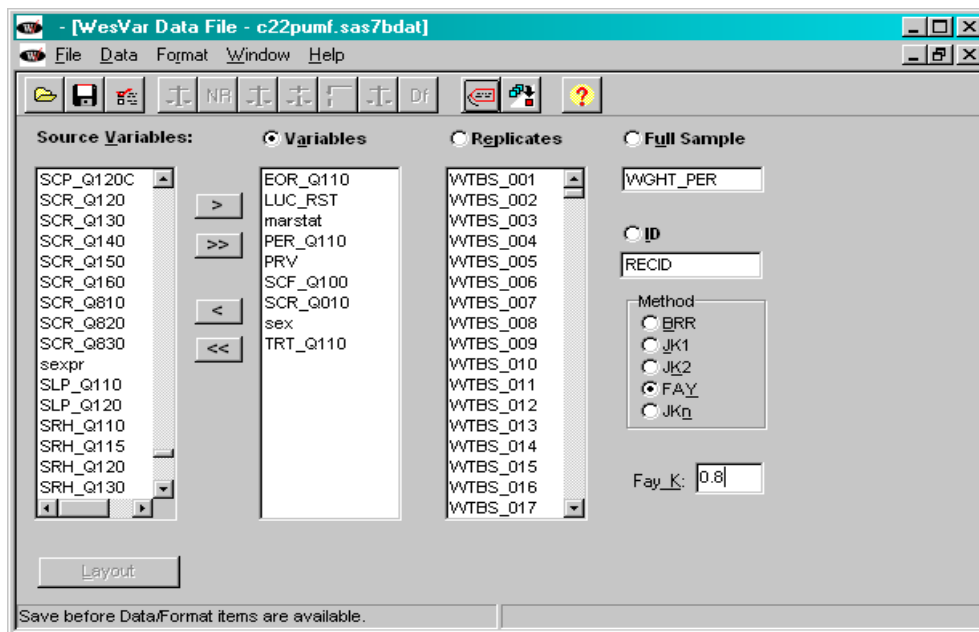 - [WesVar Data File - c22pumf.sas7bdat]
File Data Format Window Help
NR Df ?
Source Variables:
SCP_Q120C
SCR_Q120
SCR_Q130
SCR_Q140
SCR_Q150
SCR_Q160
SCR_Q810
SCR_Q820
SCR_Q830
sexpr
SLP_Q110
SLP_Q120
SRH_Q110
SRH_Q115
SRH_Q120
SRH_Q130
>
>>
<
<<
Variables
EOR_Q110
LUC_RST
marstat
PER_Q110
PRV
SCF_Q100
SCR_Q010
sex
TRT_Q110
Replicates
WTBS_001
WTBS_002
WTBS_003
WTBS_004
WTBS_005
WTBS_006
WTBS_007
WTBS_008
WTBS_009
WTBS_010
WTBS_011
WTBS_012
WTBS_013
WTBS_014
WTBS_015
WTBS_016
WTBS_017
Full Sample
WGHT_PER
ID
RECID
Method
BRR
JK1
JK2
FAY
JKn
Fay_K: 0.8
Layout
Save before Data/Format items are available.